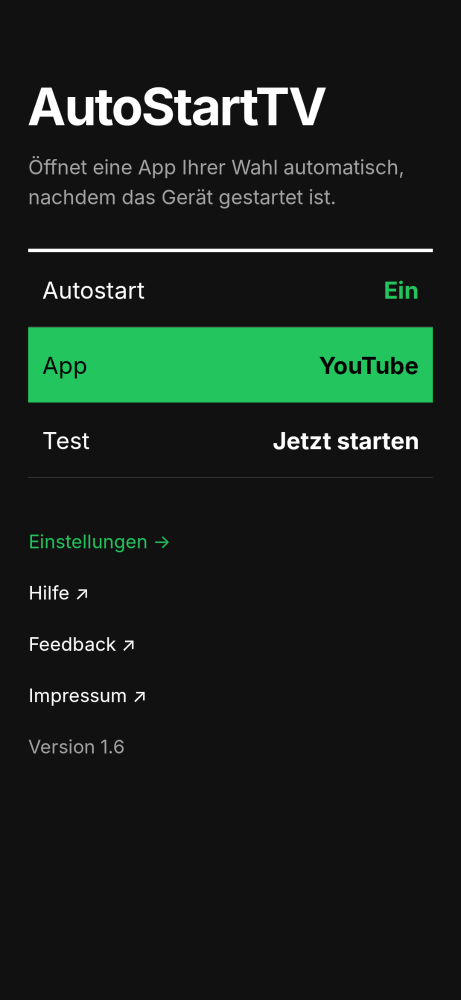 AutoStartTV
Öffnet eine App Ihrer Wahl automatisch,
nachdem das Gerät gestartet ist.
Autostart Ein
App YouTube
Test Jetzt starten
Einstellungen →
Hilfe ↗
Feedback ↗
Impressum ↗
Version 1.6